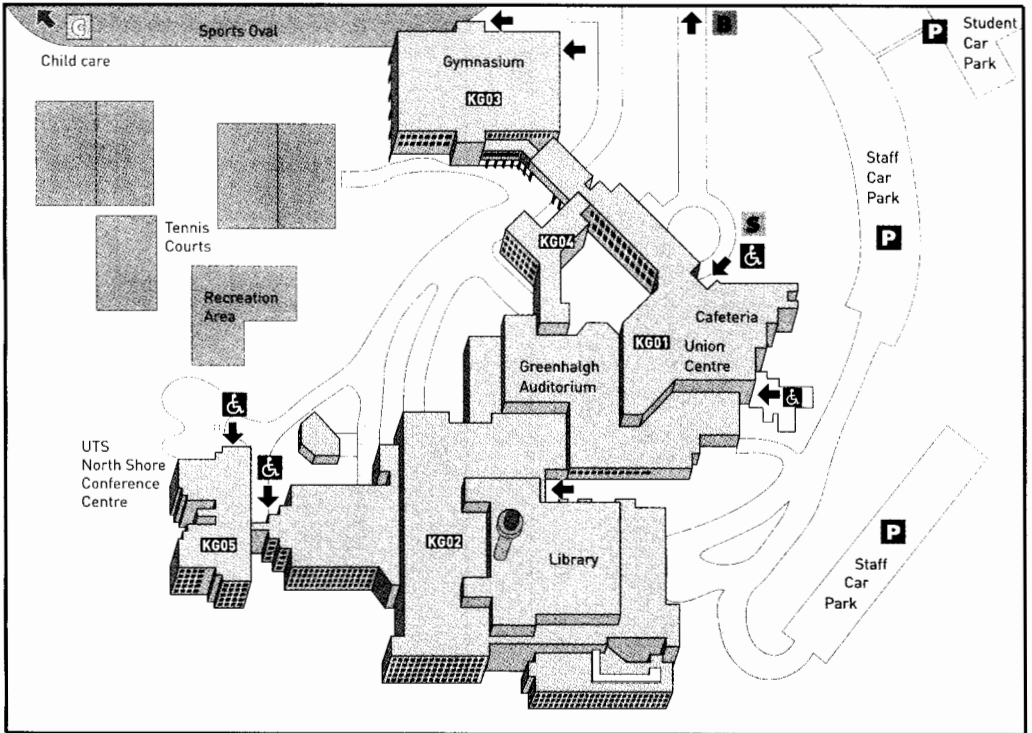 C
Sports Oval
B
P
Student
Car
Park
Child care
Gymnasium
KG03
Staff
Car
Park
P
Tennis
Courts
KG04
S
Recreation
Area
Cafeteria
KG01
Union
Centre
Greenhalgh
Auditorium
UTS
North Shore
Conference
Centre
KG05
KG02
Library
P
Staff
Car
Park